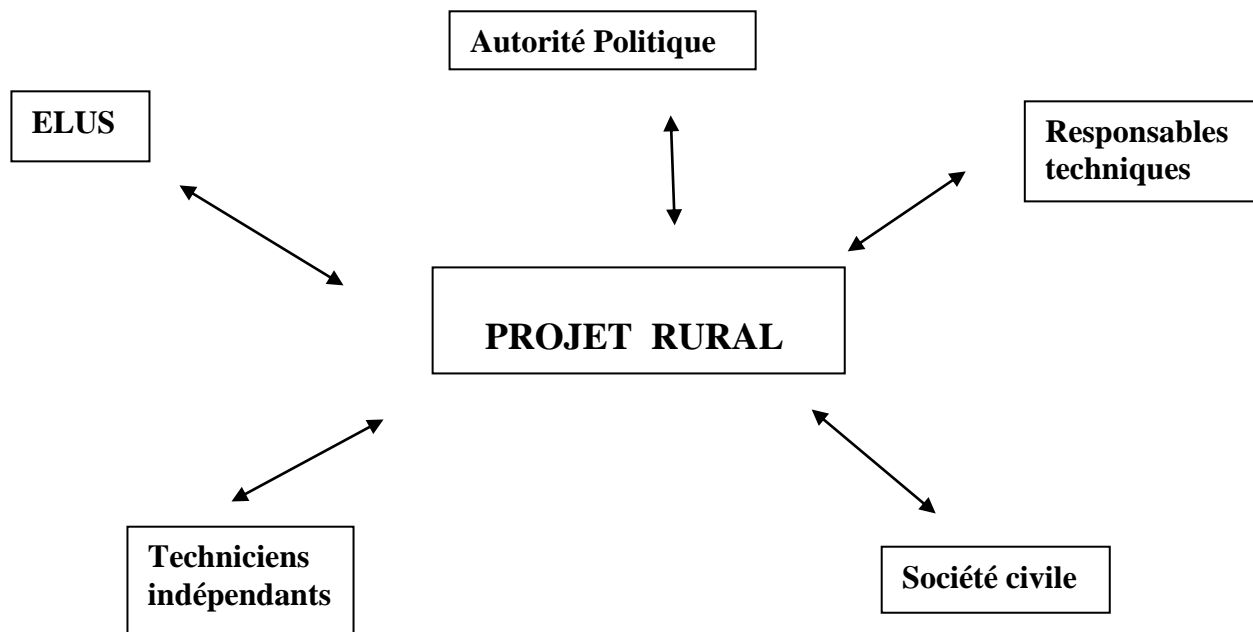 Autorité Politique
ELUS
Responsables
techniques
PROJET RURAL
Techniciens
indépendants
Société civile